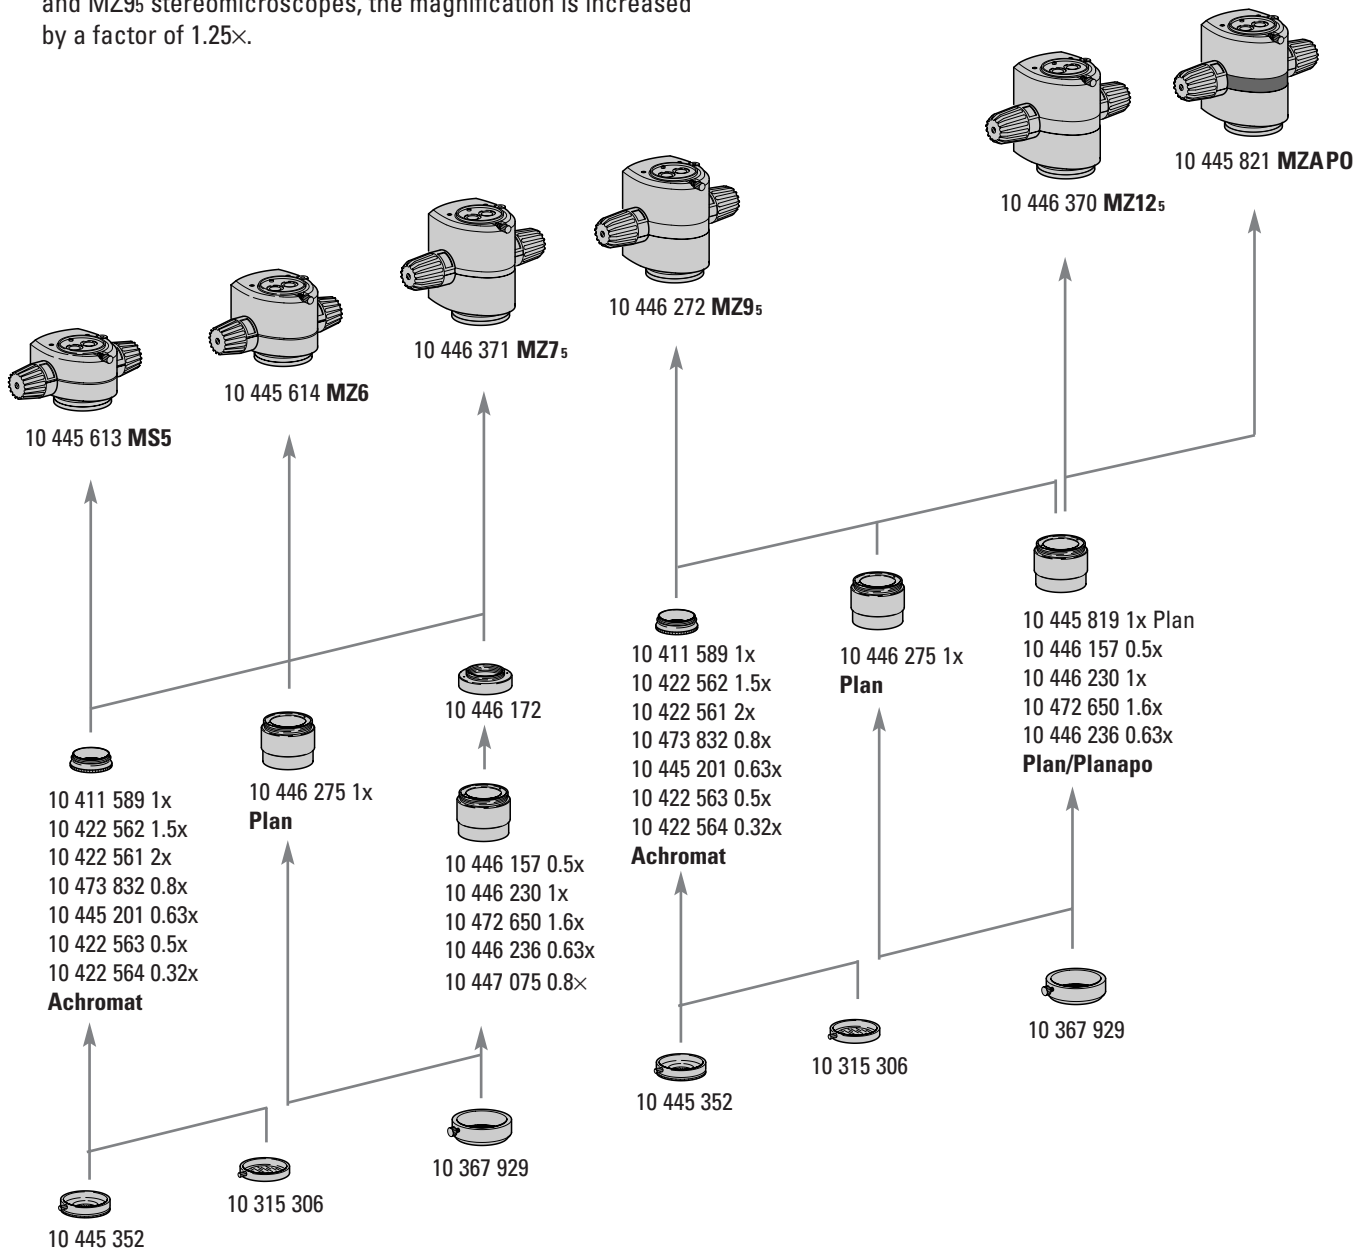 and MZ95 stereomicroscopes, the magnification is increased
by a factor of 1.25×.
10 445 821 MZAPO
10 446 370 MZ125
10 446 272 MZ95
10 446 371 MZ75
10 445 614 MZ6
10 445 613 MS5
10 411 589 1x
10 422 562 1.5x
10 422 561 2x
10 473 832 0.8x
10 445 201 0.63x
10 422 563 0.5x
10 422 564 0.32x
Achromat
10 446 275 1x
Plan
10 446 172
10 446 157 0.5x
10 446 230 1x
10 472 650 1.6x
10 446 236 0.63x
10 447 075 0.8×
10 411 589 1x
10 422 562 1.5x
10 422 561 2x
10 473 832 0.8x
10 445 201 0.63x
10 422 563 0.5x
10 422 564 0.32x
Achromat
10 446 275 1x
Plan
10 445 819 1x Plan
10 446 157 0.5x
10 446 230 1x
10 472 650 1.6x
10 446 236 0.63x
Plan/Planapo
10 367 929
10 315 306
10 445 352
10 367 929
10 315 306
10 445 352